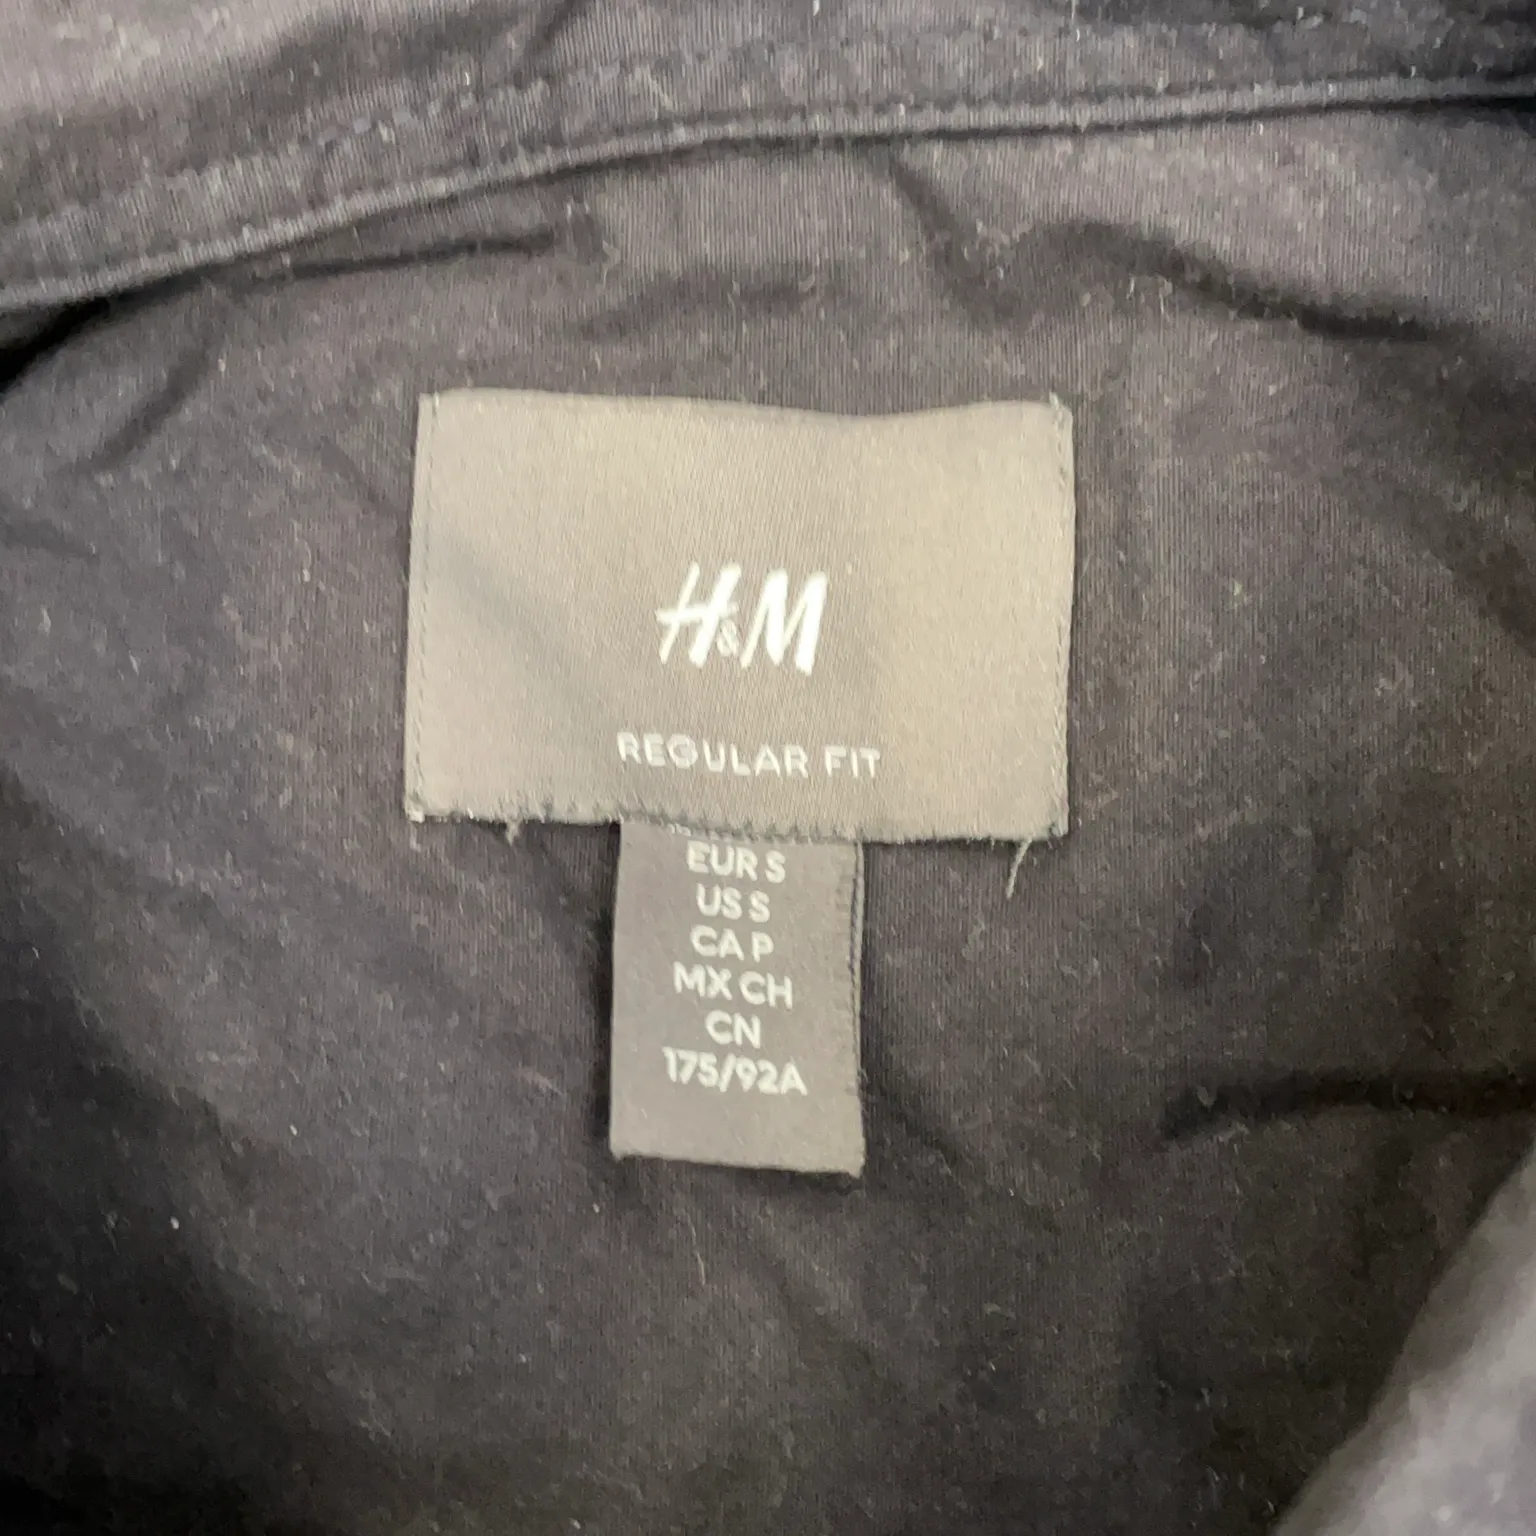 H&M
REGULAR FIT
EUR S
US S
CA P
MX CH
CN
175/92A